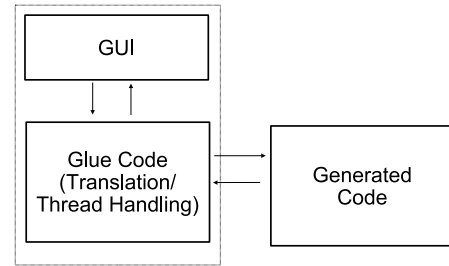 GUI
Glue Code
(Translation/
Thread Handling)
Generated
Code